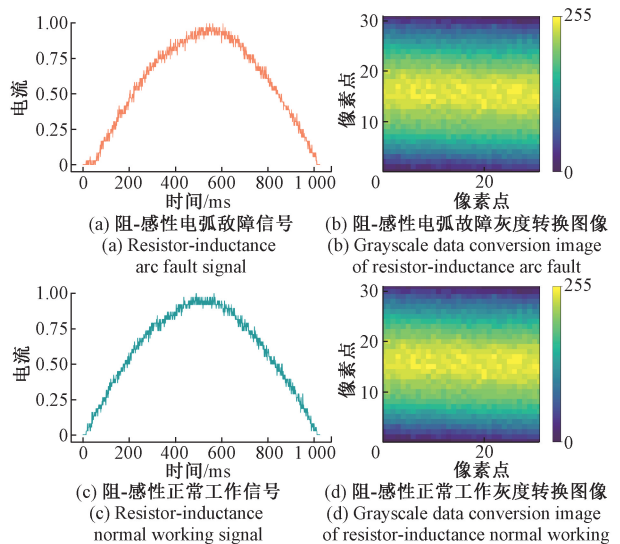 1.00
0.75
0.50
0.25
0
电流
0 200 400 600 800 1 000
时间/ms
(a) 阻-感性电弧故障信号
(a) Resistor-inductance
arc fault signal
30
20
10
0
像素点
20
像素点
255
0
(b) 阻-感性电弧故障灰度转换图像
(b) Grayscale data conversion image
of resistor-inductance arc fault
1.00
0.75
0.50
0.25
0
电流
0 200 400 600 800 1 000
时间/ms
(c) 阻-感性正常工作信号
(c) Resistor-inductance
normal working signal
30
20
10
0
像素点
20
像素点
255
0
(d) 阻-感性正常工作灰度转换图像
(d) Grayscale data conversion image
of resistor-inductance normal working